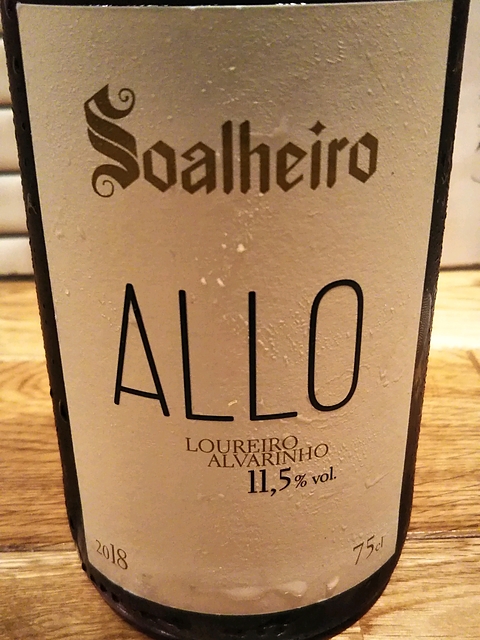 Soalheiro
ALLO
LOUREIRO
ALVARINHO
11,5% vol.
2018
75cl